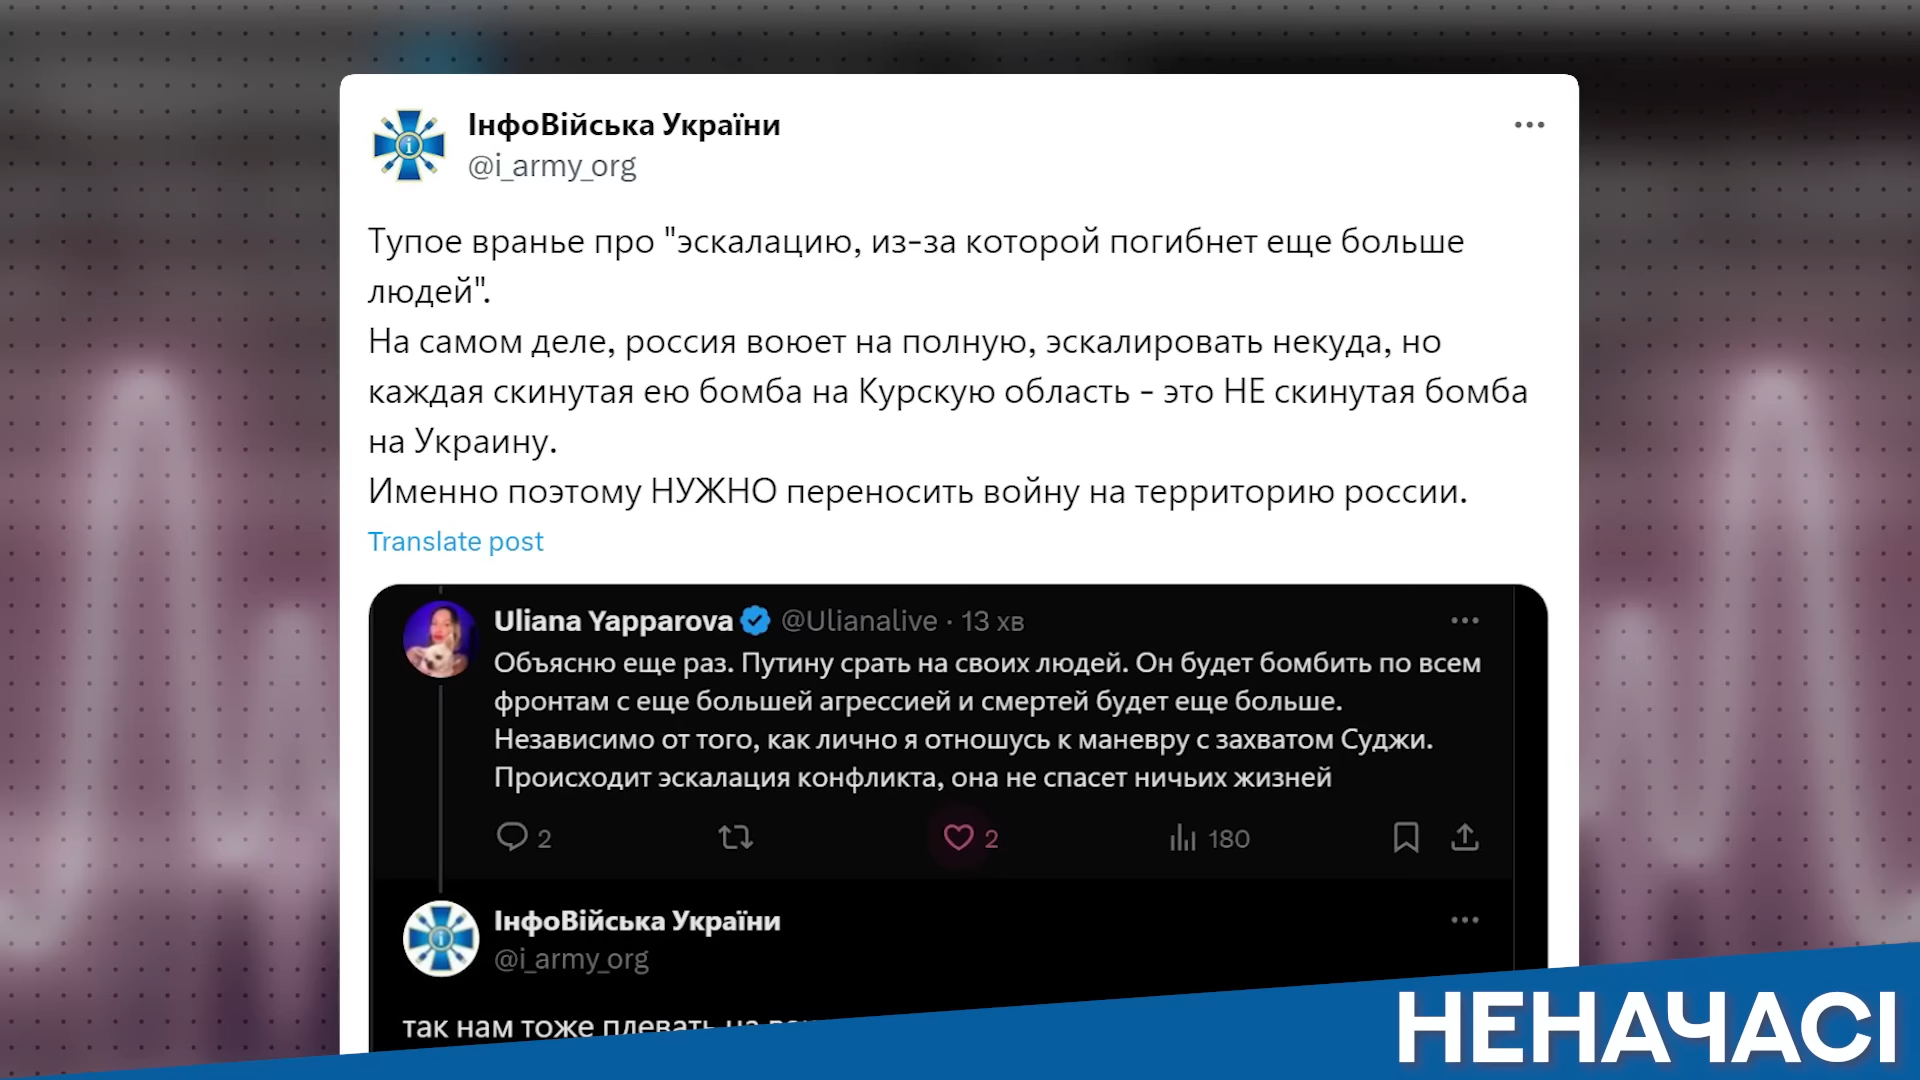 ІнфоВійська України
@i_army_org
Тупое вранье про "эскалацию, из-за которой погибнет еще больше
людей".
На самом деле, россия воюет на полную, эскалировать некуда, но
каждая скинутая ею бомба на Курскую область - это НЕ скинутая бомба
на Украину.
Именно поэтому НУЖНО переносить войну на территорию россии.
Translate post
Uliana Yapparova @Ulianalive · 13 хв
Объясню еще раз. Путину срать на своих людей. Он будет бомбить по всем
фронтам с еще большей агрессией и смертей будет еще больше.
Независимо от того, как лично я отношусь к маневру с захватом Суджи.
Происходит эскалация конфликта, она не спасет ничьих жизней
2 2 180
ІнфоВійська України
@i_army_org
так нам тоже плевать на
НЕНАЧАСІ